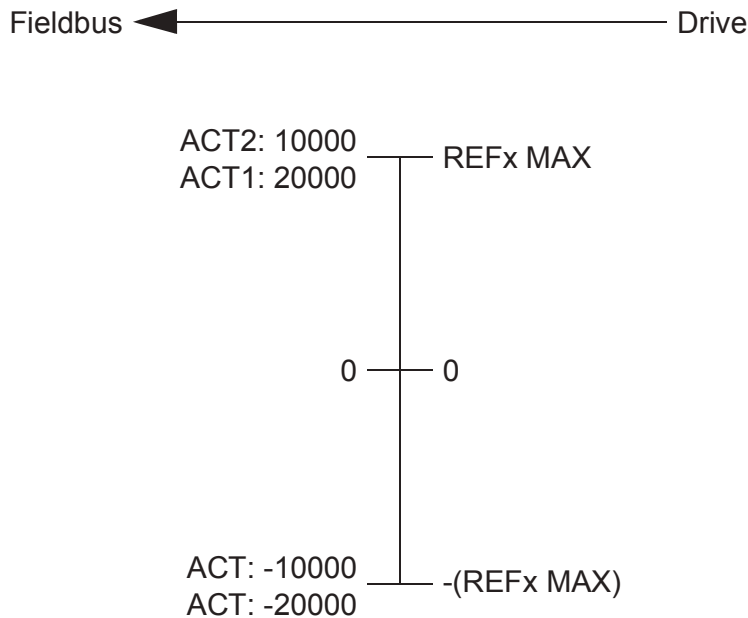 Fieldbus Drive
ACT2: 10000 REFx MAX
ACT1: 20000
0 0
ACT: -10000 -(REFx MAX)
ACT: -20000